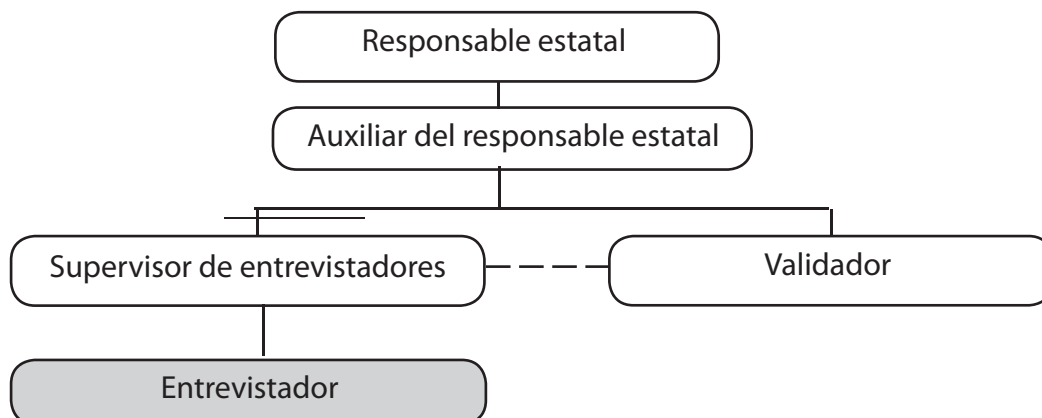 Responsable estatal
Auxiliar del responsable estatal
Supervisor de entrevistadores
Validador
Entrevistador